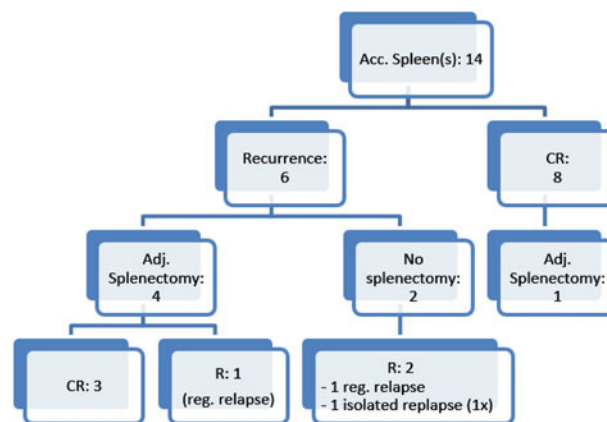 Acc. Spleen(s): 14
Recurrence:
6
CR:
8
Adj.
Splenectomy:
4
No
splenectomy:
2
Adj.
Splenectomy:
1
CR: 3
R: 1
(reg. relapse)
R: 2
- 1 reg. relapse
- 1 isolated replapse (1x)